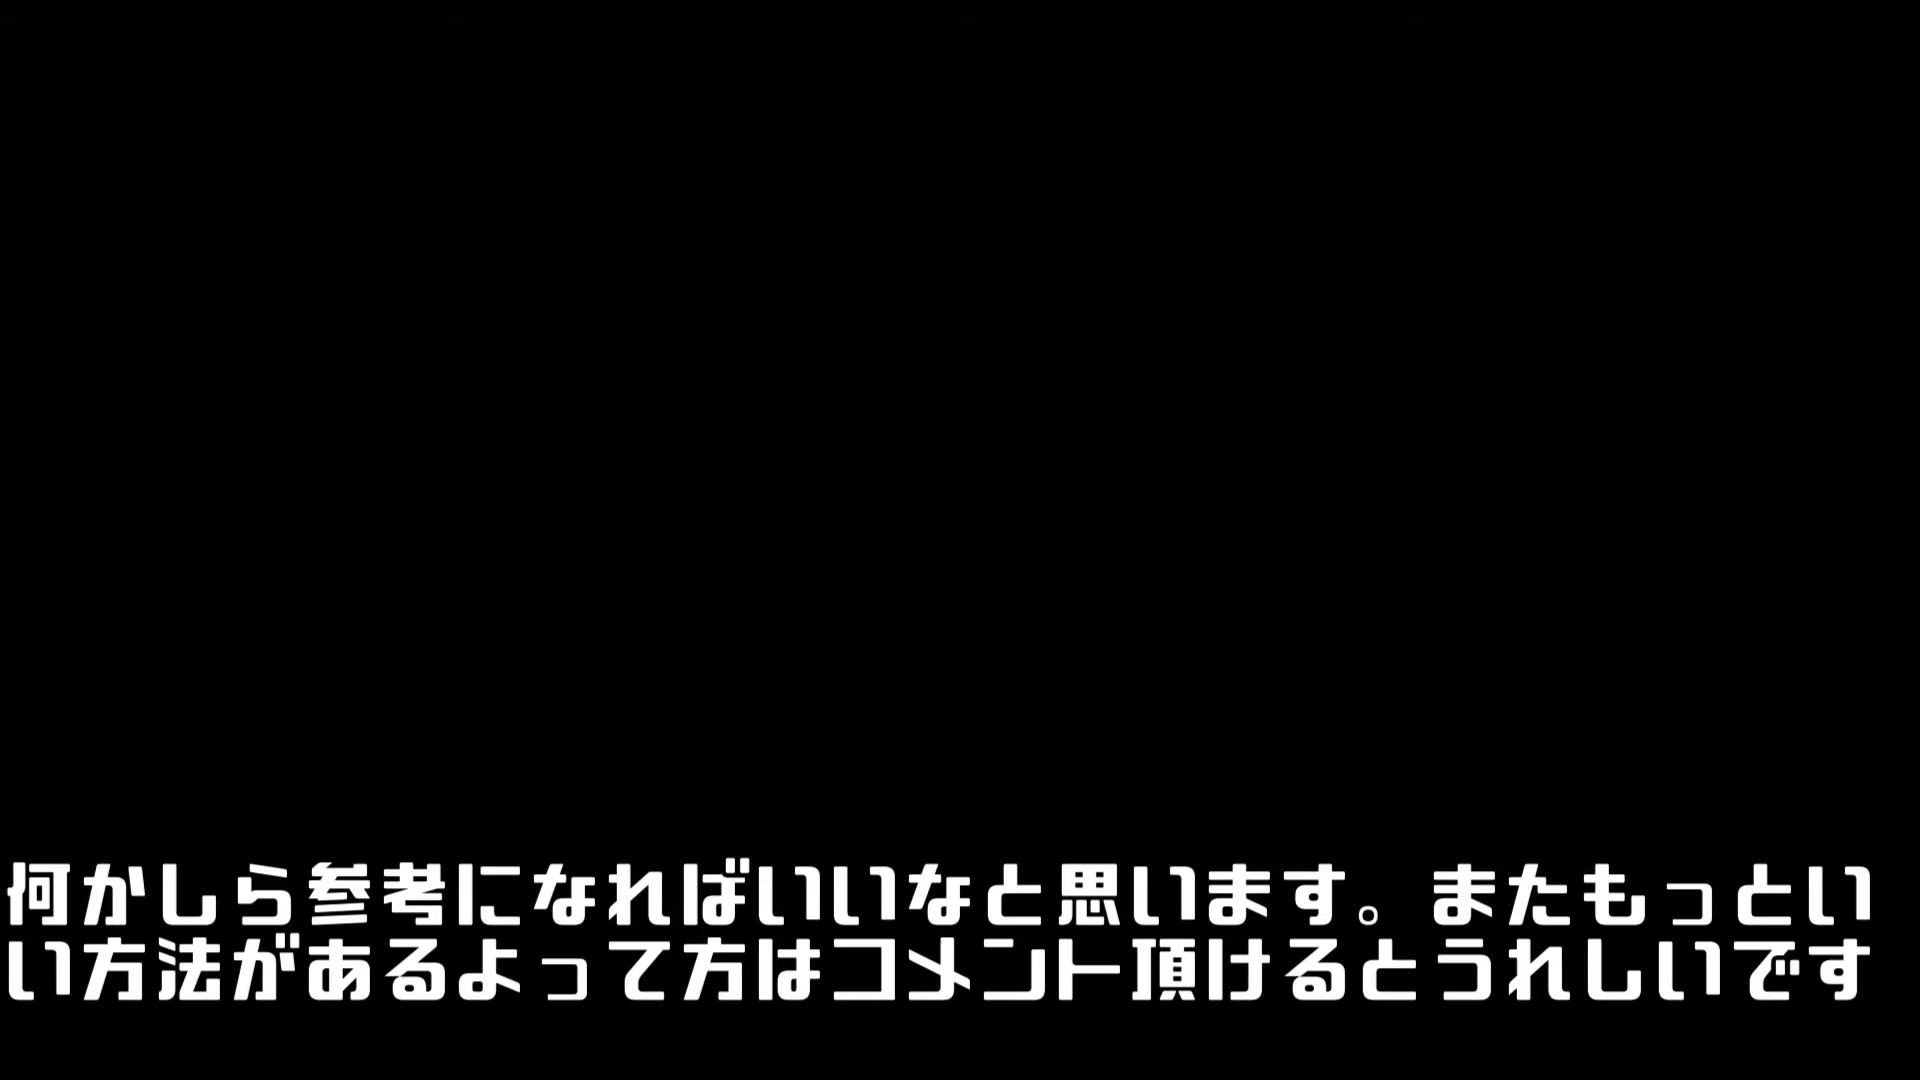 何かしら参考になればいいなと思います。またもっとい
い方法があるよって方はコメント頂けるとうれしいです